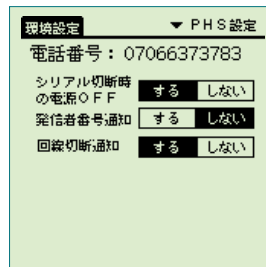 環境設定 ▼ PHS設定
電話番号：07066373783
シリアル切断時
の電源OFF する しない
発信者番号通知 する しない
回線切断通知 する しない